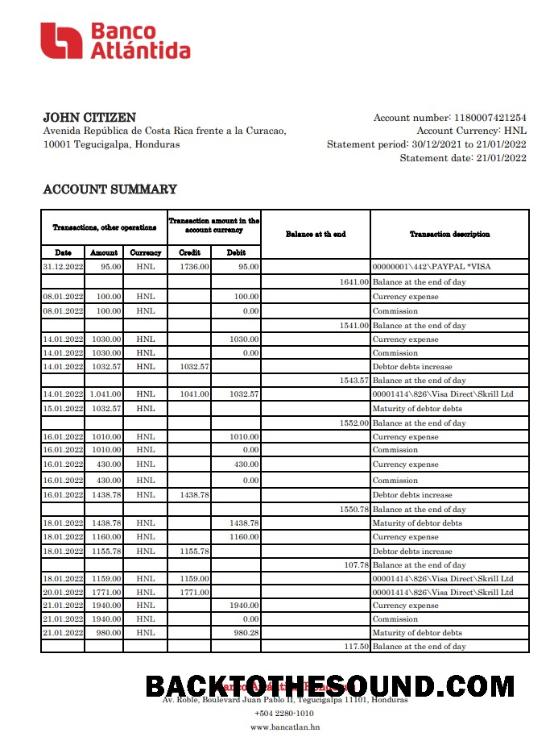 Banco
Atlántida
JOHN CITIZEN
Avenida República de Costa Rica frente a la Curacao,
10001 Tegucigalpa, Honduras
Account number: 1180007421254
Account Currency: HNL
Statement period: 30/12/2021 to 21/01/2022
Statement date: 21/01/2022
ACCOUNT SUMMARY
Transactions, other operations Transaction amount in the account currency Balance at th end Transaction description
Date Amount Currency Credit Debit
31.12.2022 95.00 HNL 1736.00 95.00 00000001\442\PAYPAL *VISA
1641.00 Balance at the end of day
08.01.2022 100.00 HNL 100.00 Currency expense
08.01.2022 100.00 HNL 0.00 Commission
1541.00 Balance at the end of day
14.01.2022 1030.00 HNL 1030.00 Currency expense
14.01.2022 1030.00 HNL 0.00 Commission
14.01.2022 1032.57 HNL 1032.57 Debtor debts increase
1543.57 Balance at the end of day
14.01.2022 1.041.00 HNL 1041.00 1032.57 00001414\826\Visa Direct\Skrill Ltd
15.01.2022 1032.57 HNL Maturity of debtor debts
1552.00 Balance at the end of day
16.01.2022 1010.00 HNL 1010.00 Currency expense
16.01.2022 1010.00 HNL 0.00 Commission
16.01.2022 430.00 HNL 430.00 Currency expense
16.01.2022 430.00 HNL 0.00 Commission
16.01.2022 1438.78 HNL 1438.78 Debtor debts increase
1550.78 Balance at the end of day
18.01.2022 1438.78 HNL 1438.78 Maturity of debtor debts
18.01.2022 1160.00 HNL 1160.00 Currency expense
18.01.2022 1155.78 HNL 1155.78 Debtor debts increase
107.78 Balance at the end of day
18.01.2022 1159.00 HNL 1159.00 00001414\826\Visa Direct\Skrill Ltd
20.01.2022 1771.00 HNL 1771.00 00001414\826\Visa Direct\Skrill Ltd
21.01.2022 1940.00 HNL 1940.00 Currency expense
21.01.2022 1940.00 HNL 0.00 Commission
21.01.2022 980.00 HNL 980.28 Maturity of debtor debts
117.50 Balance at the end of day
BACKTOTHESOUND.COM
Av. Roble, Boulevard Juan Pablo II, Tegucigalpa 11101, Honduras
+504 2280-1010
www.bancatlan.hn